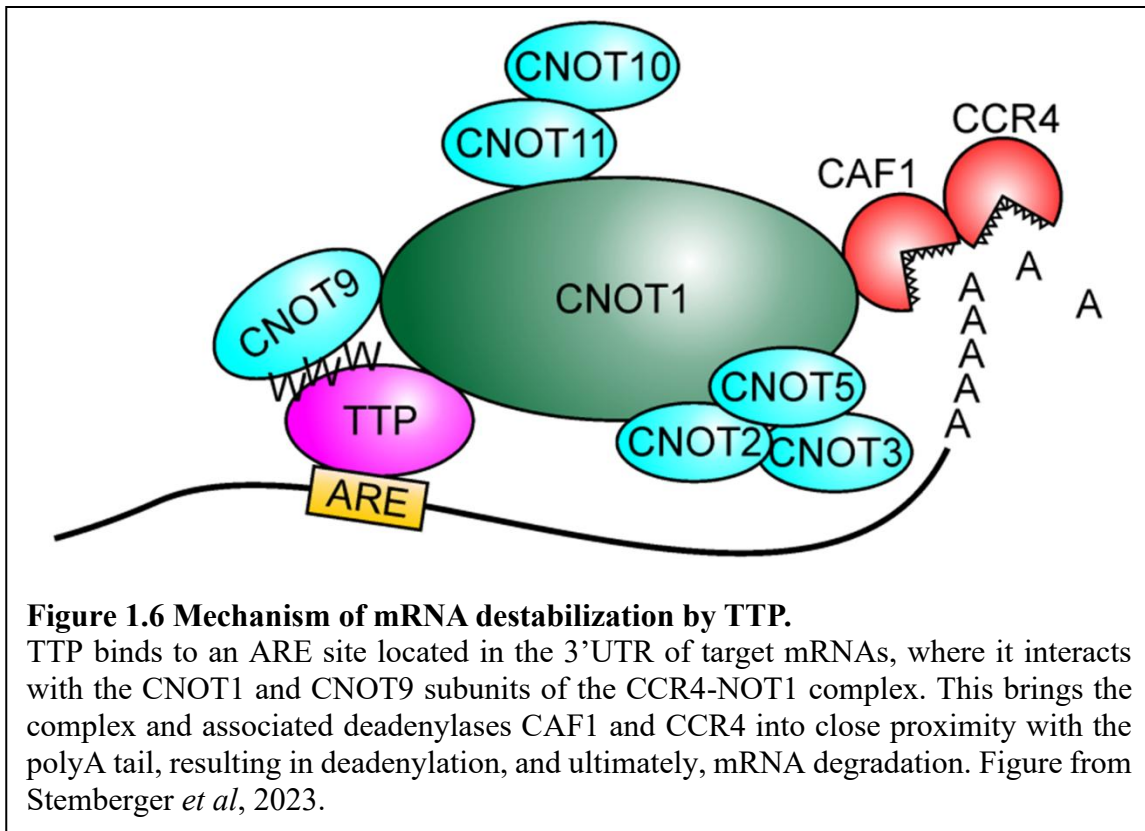 CNOT10
CNOT11
CCR4
CAF1
CNOT9
CNOT1
A
A
A
A
A
A
A
WWW
TTP
CNOT5
CNOT2
CNOT3
ARE
Figure 1.6 Mechanism of mRNA destabilization by TTP.
TTP binds to an ARE site located in the 3’UTR of target mRNAs, where it interacts
with the CNOT1 and CNOT9 subunits of the CCR4-NOT1 complex. This brings the
complex and associated deadenylases CAF1 and CCR4 into close proximity with the
polyA tail, resulting in deadenylation, and ultimately, mRNA degradation. Figure from
Stemberger et al, 2023.